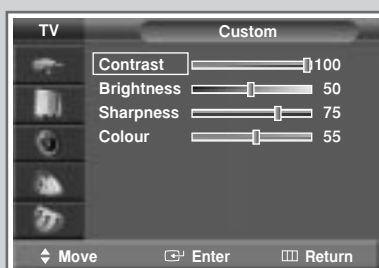 TV Custom
Contrast 100
Brightness 50
Sharpness 75
Colour 55
Move Enter Return